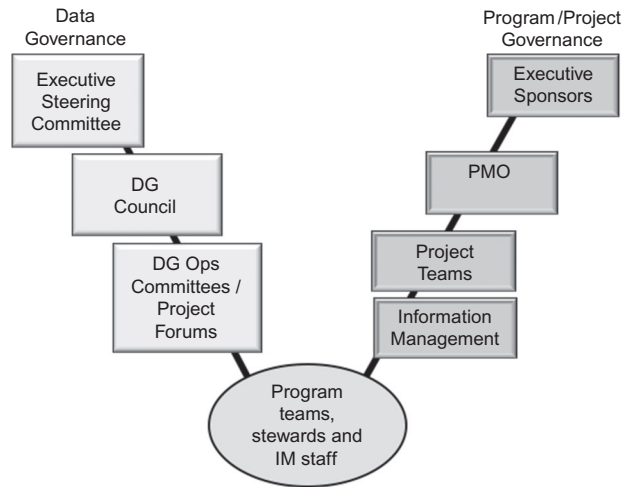 Data
Governance
Executive
Steering
Committee
DG
Council
DG Ops
Committees /
Project
Forums
Program/Project
Governance
Executive
Sponsors
PMO
Project
Teams
Information
Management
Program
teams,
stewards and
IM staff